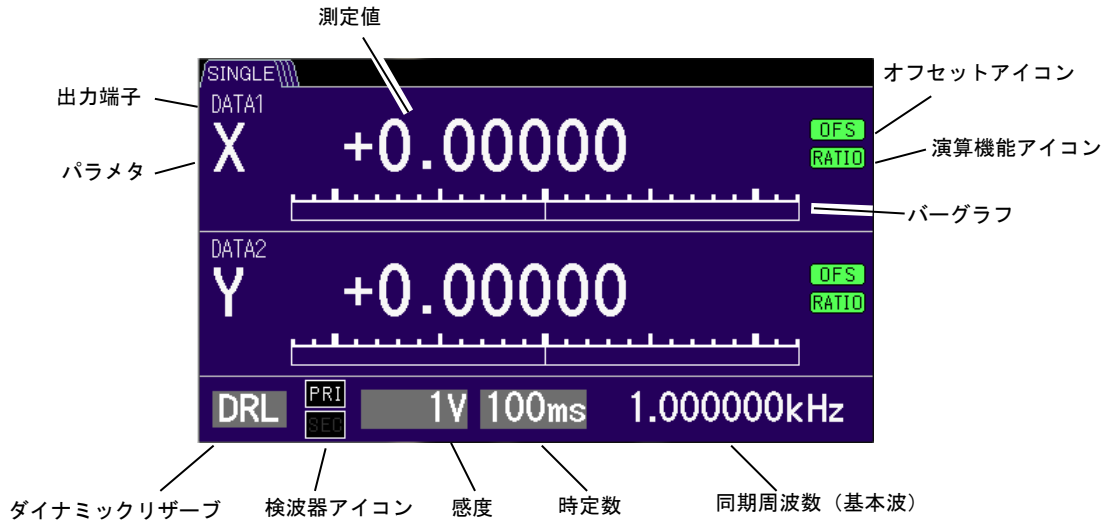 測定値
SINGLE
オフセットアイコン
出力端子
DATA1
X +0.00000
OFS
RATIO
演算機能アイコン
パラメタ
バーグラフ
DATA2
Y +0.00000
OFS
RATIO
DRL PRI 1V 100ms 1.000000kHz
SEC
ダイナミックリザーブ 検波器アイコン 感度 時定数 同期周波数（基本波）